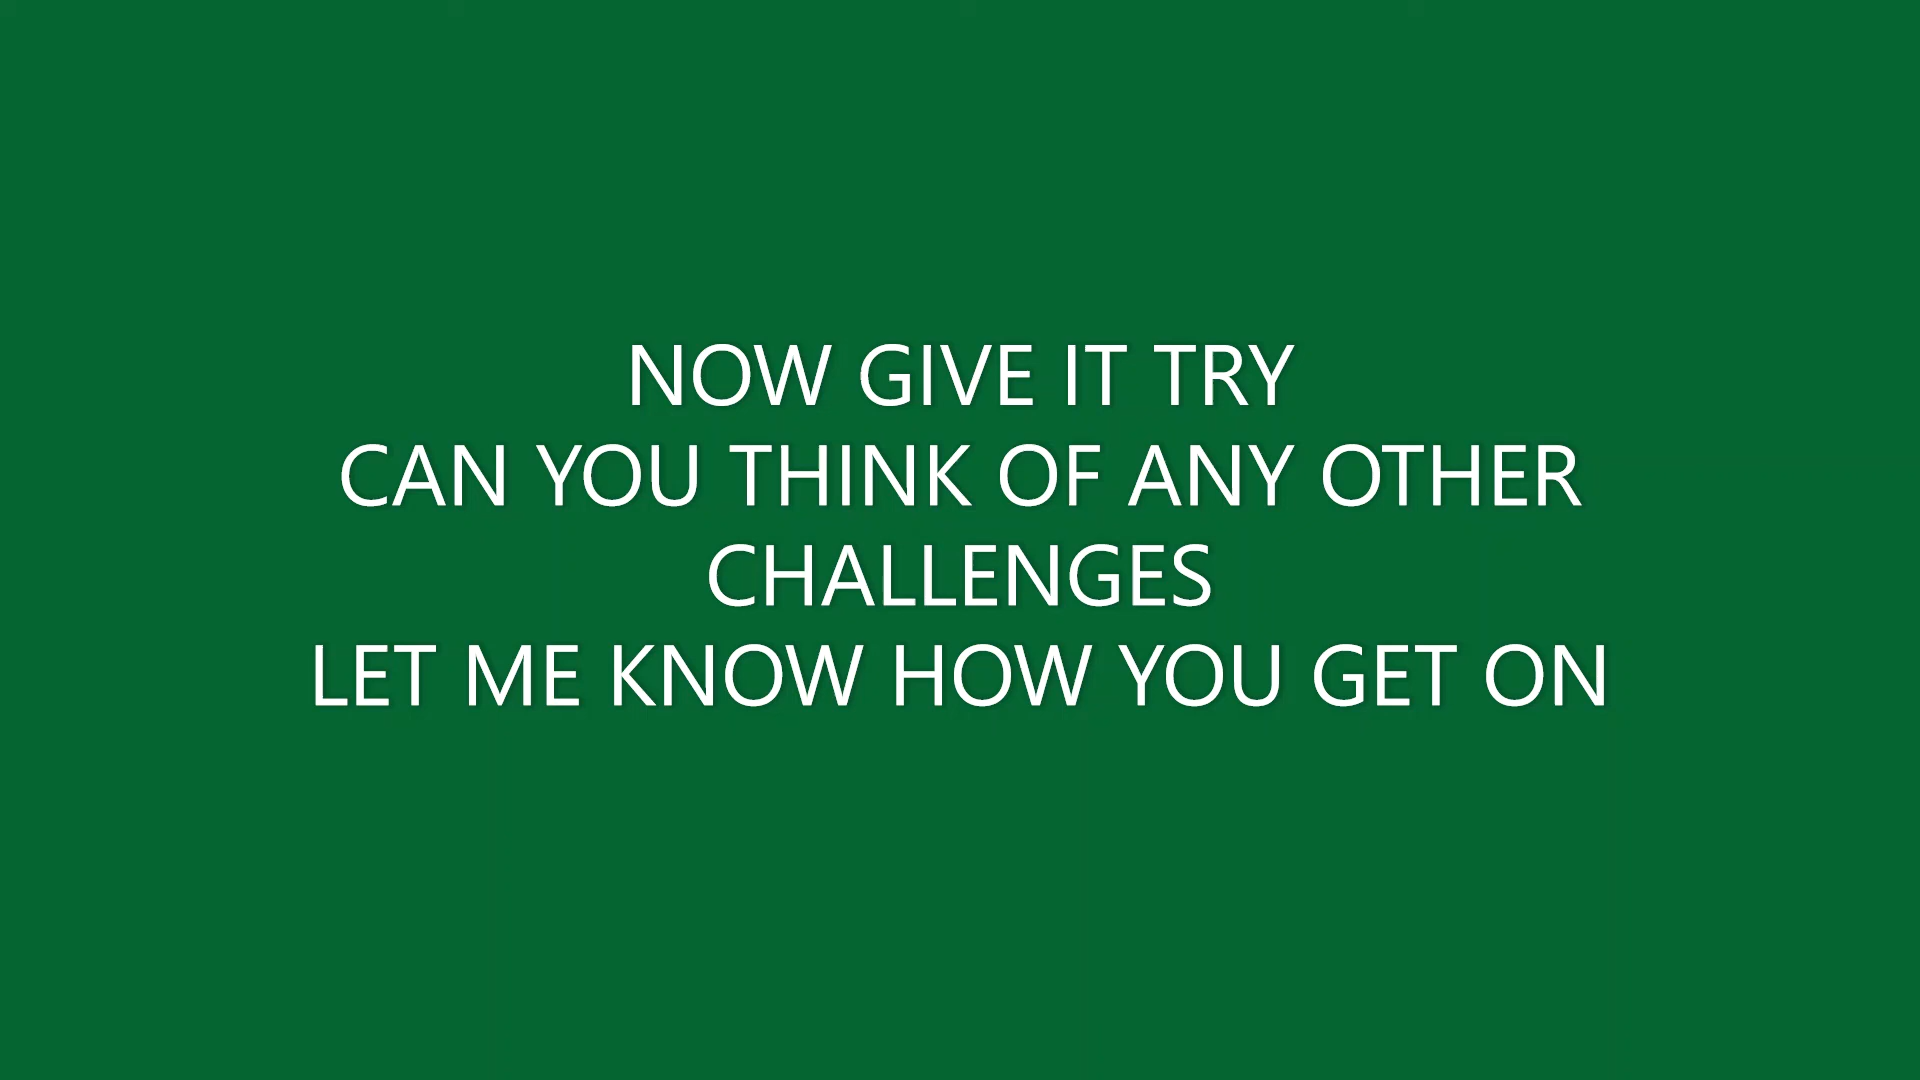 NOW GIVE IT TRY
CAN YOU THINK OF ANY OTHER
CHALLENGES
LET ME KNOW HOW YOU GET ON